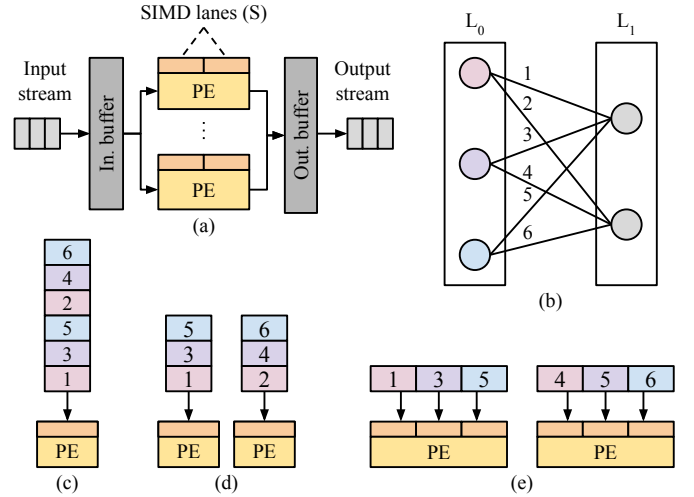 SIMD lanes (S)
Input stream
In. buffer
PE
⋮
PE
Out. buffer
Output stream
(a)
L0
L1
1
2
3
4
5
6
(b)
6
4
2
5
3
1
PE
(c)
5
3
1
PE
6
4
2
PE
(d)
1 3 5
PE
4 5 6
PE
(e)